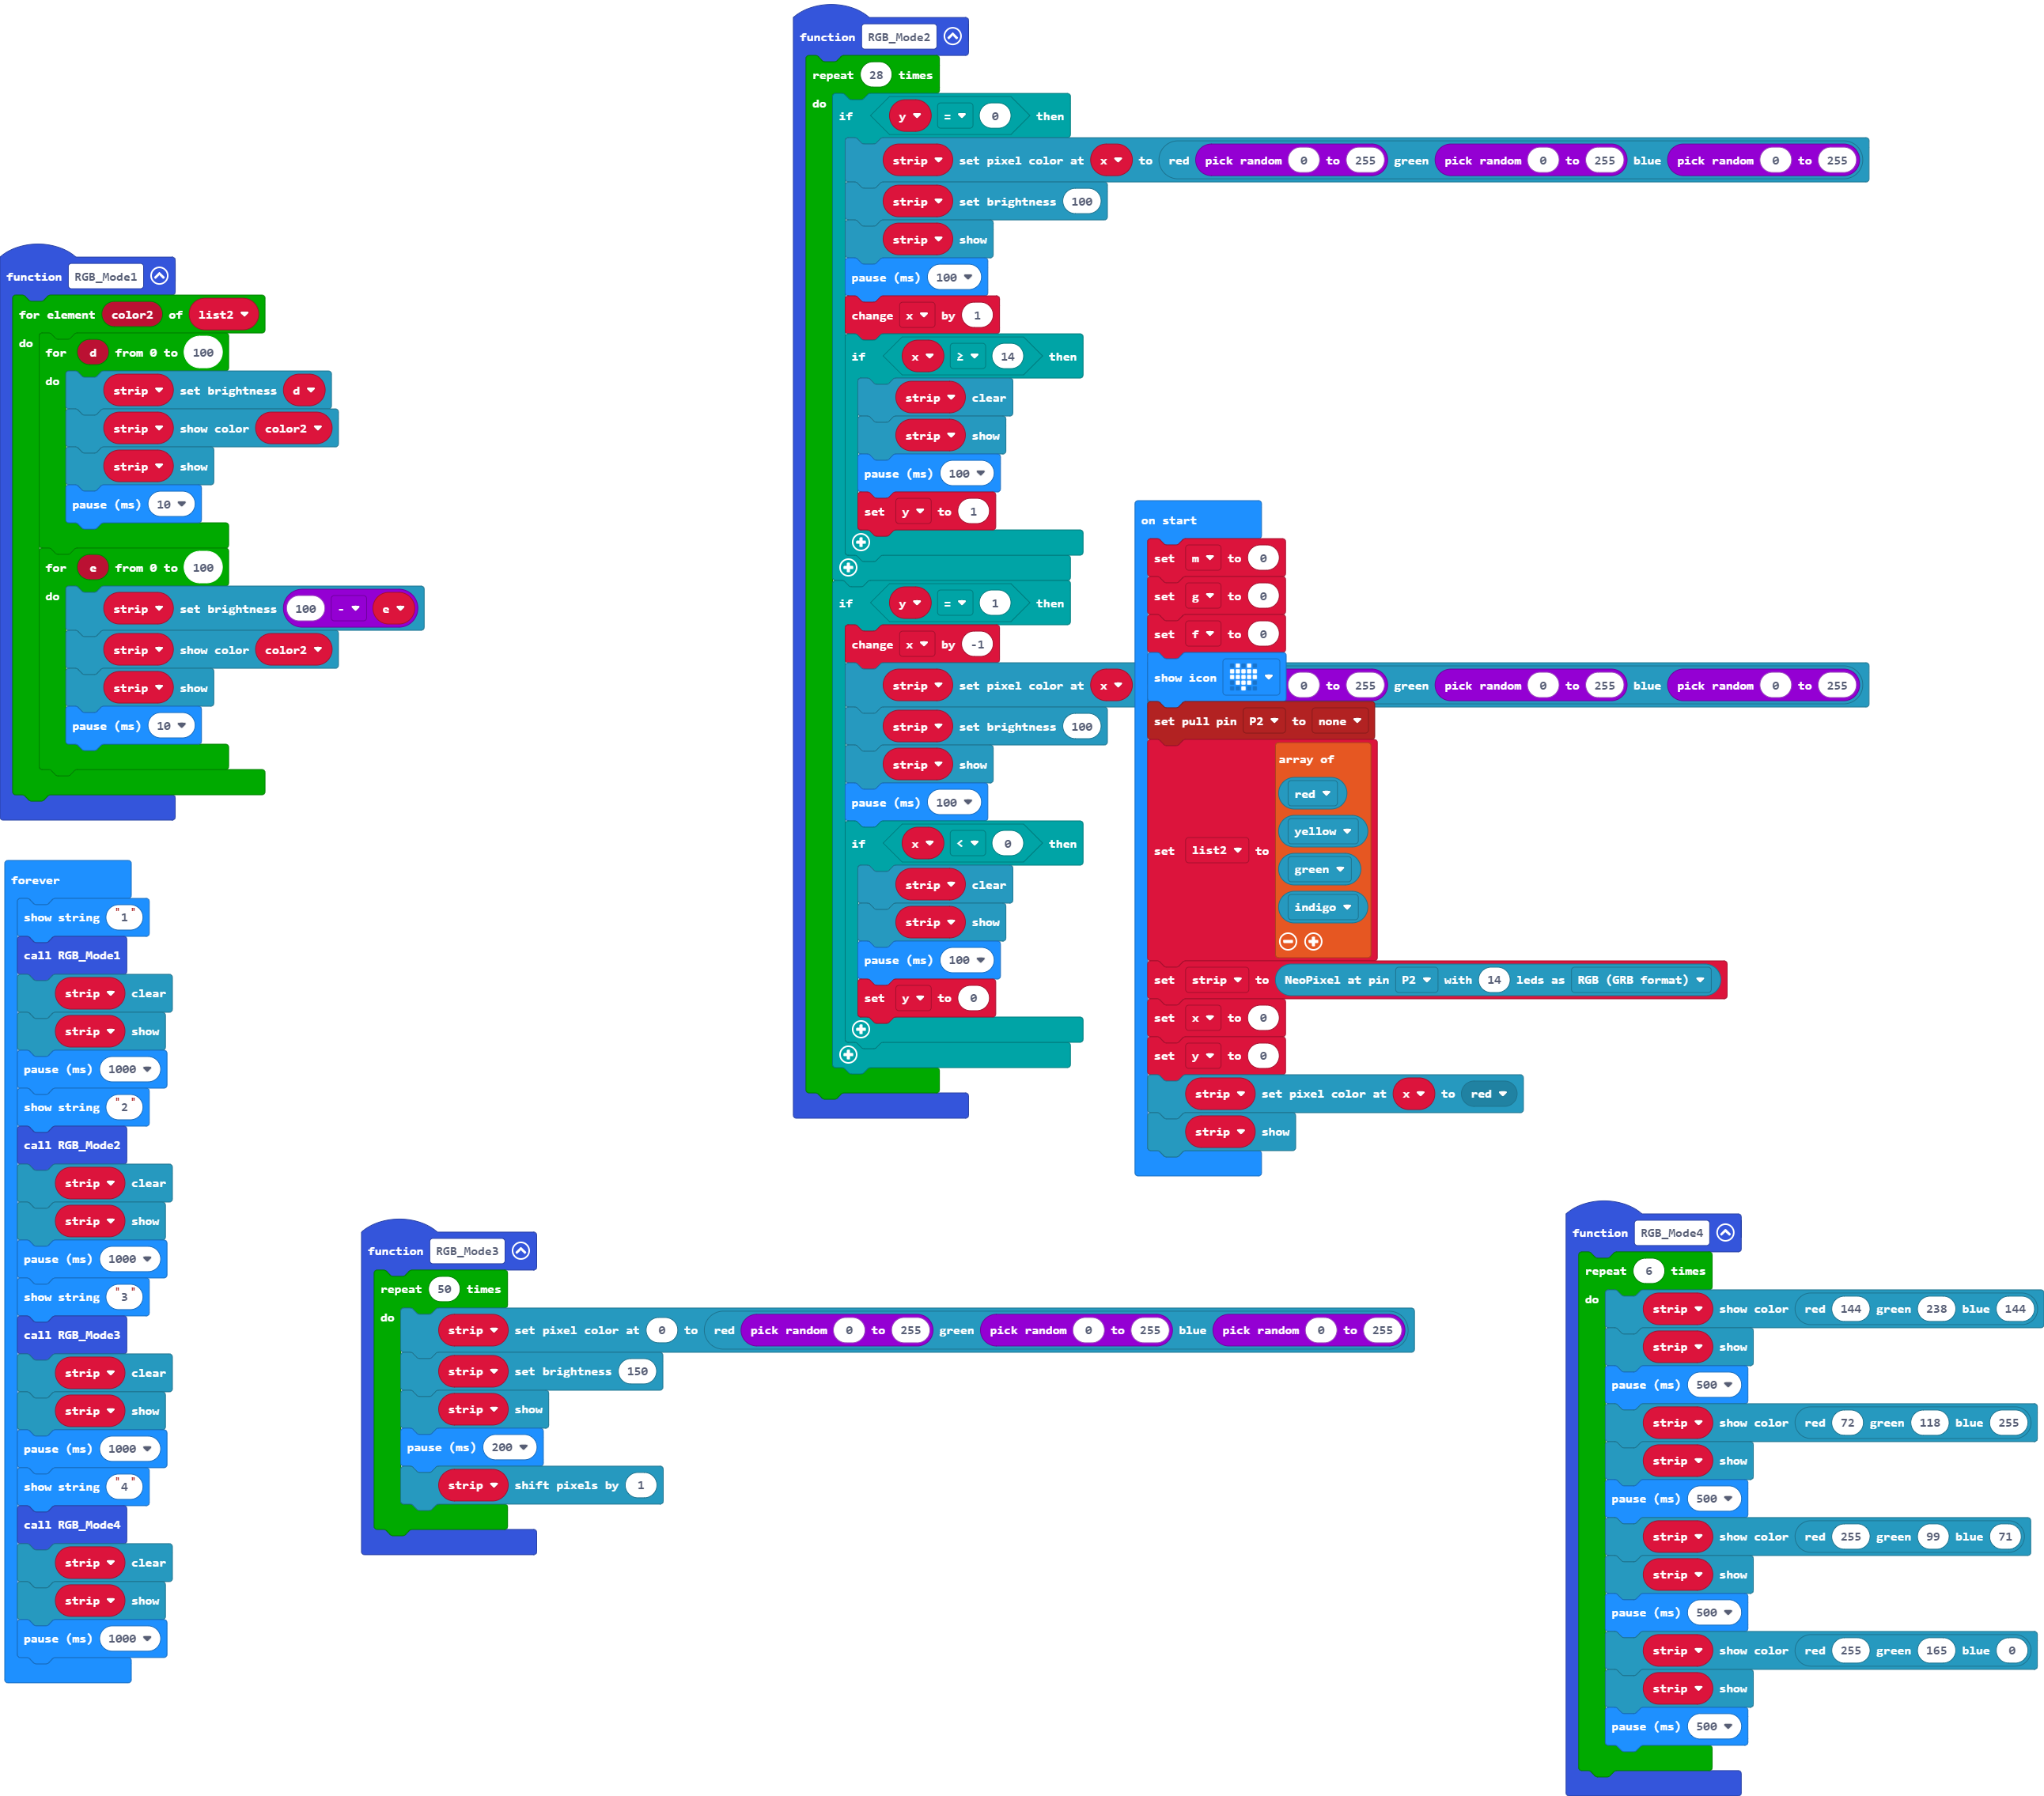 function RGB_Mode1
for element color2 of list2
do
for d from 0 to 100
do
strip set brightness d
strip show color color2
strip show
pause (ms) 10
for e from 0 to 100
do
strip set brightness 100 - e
strip show color color2
strip show
pause (ms) 10
forever
show string "1"
call RGB_Mode1
strip clear
strip show
pause (ms) 1000
show string "2"
call RGB_Mode2
strip clear
strip show
pause (ms) 1000
show string "3"
call RGB_Mode3
strip clear
strip show
pause (ms) 1000
show string "4"
call RGB_Mode4
strip clear
strip show
pause (ms) 1000
function RGB_Mode2
repeat 28 times
do
if y = 0 then
strip set pixel color at x to red pick random 0 to 255 green pick random 0 to 255 blue pick random 0 to 255
strip set brightness 100
strip show
pause (ms) 100
change x by 1
if x ≥ 14 then
strip clear
strip show
pause (ms) 100
set y to 1
if y = 1 then
change x by -1
strip set pixel color at x 0 to 255 green pick random 0 to 255 blue pick random 0 to 255
strip set brightness 100
strip show
pause (ms) 100
if x < 0 then
strip clear
strip show
pause (ms) 100
set y to 0
on start
set m to 0
set g to 0
set f to 0
show icon
set pull pin P2 to none
set list2 to array of
red
yellow
green
indigo
set strip to NeoPixel at pin P2 with 14 leds as RGB (GRB format)
set x to 0
set y to 0
strip set pixel color at x to red
strip show
function RGB_Mode3
repeat 50 times
do
strip set pixel color at 0 to red pick random 0 to 255 green pick random 0 to 255 blue pick random 0 to 255
strip set brightness 150
strip show
pause (ms) 200
strip shift pixels by 1
function RGB_Mode4
repeat 6 times
do
strip show color red 144 green 238 blue 144
strip show
pause (ms) 500
strip show color red 72 green 118 blue 255
strip show
pause (ms) 500
strip show color red 255 green 99 blue 71
strip show
pause (ms) 500
strip show color red 255 green 165 blue 0
strip show
pause (ms) 500